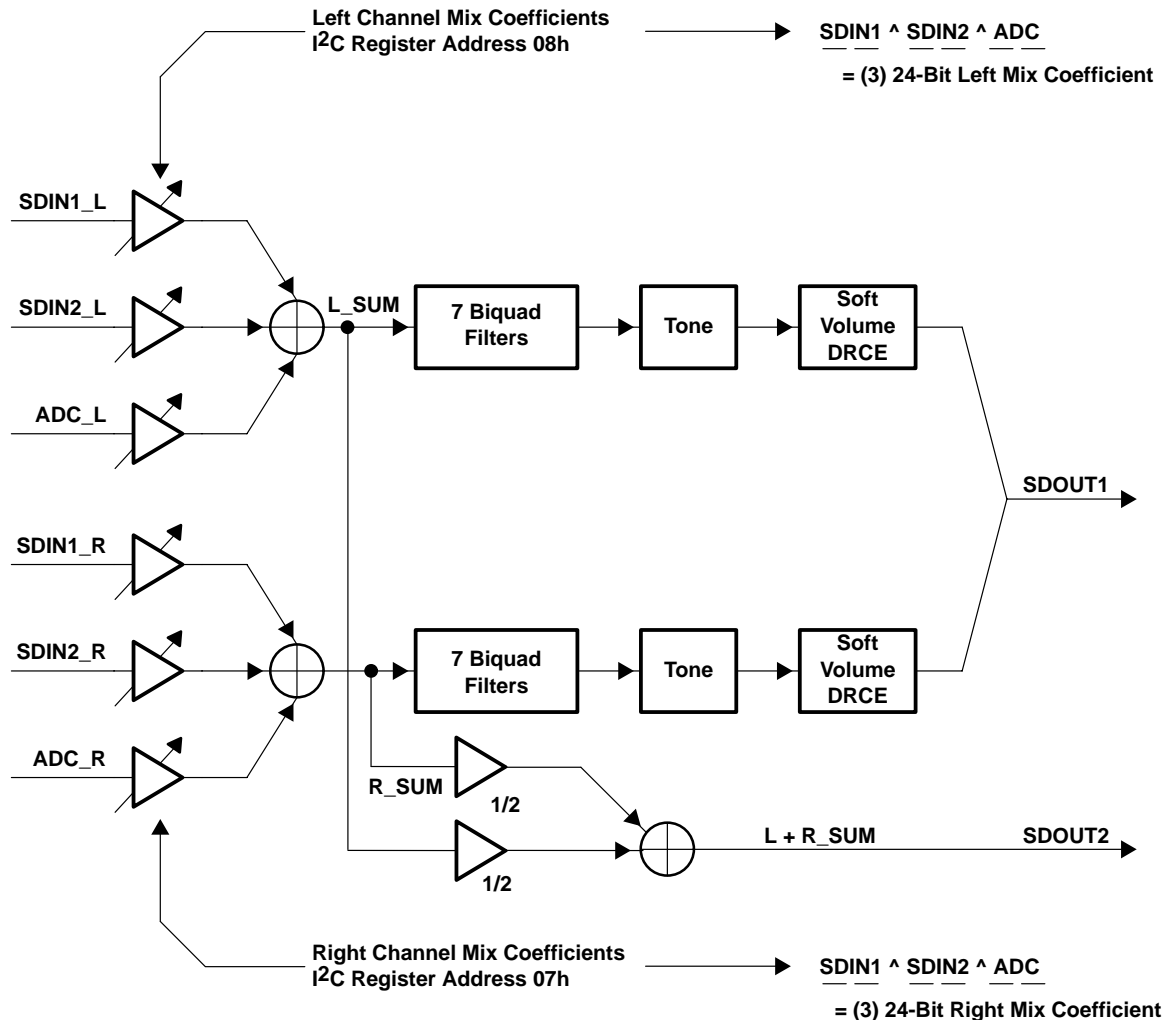 Left Channel Mix Coefficients
I2C Register Address 08h
SDIN1 ^ SDIN2 ^ ADC
= (3) 24-Bit Left Mix Coefficient
SDIN1_L
SDIN2_L
L_SUM
7 Biquad
Filters
Tone
Soft
Volume
DRCE
ADC_L
SDOUT1
SDIN1_R
SDIN2_R
7 Biquad
Filters
Tone
Soft
Volume
DRCE
ADC_R
R_SUM
1/2
1/2
L + R_SUM
SDOUT2
Right Channel Mix Coefficients
I2C Register Address 07h
SDIN1 ^ SDIN2 ^ ADC
= (3) 24-Bit Right Mix Coefficient